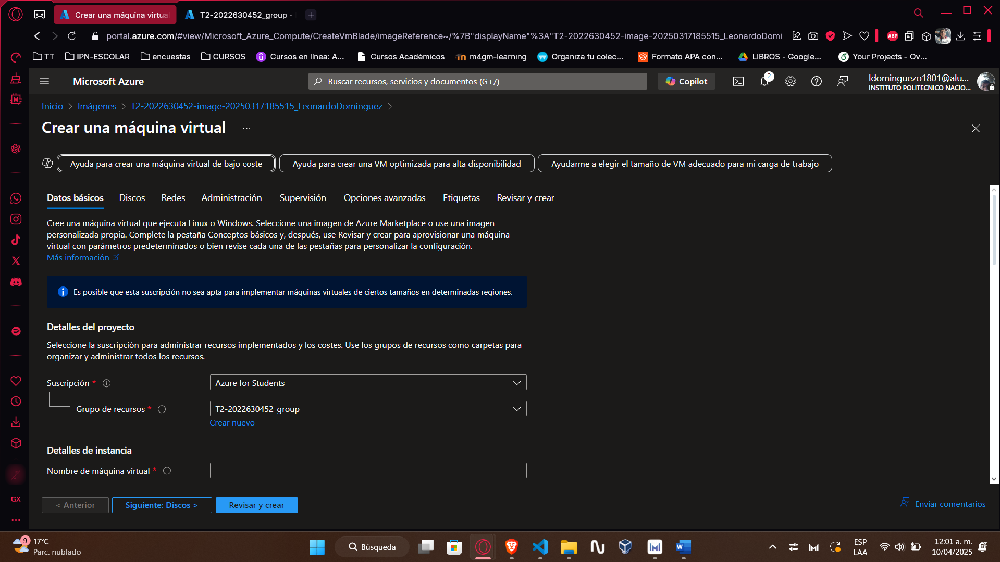 Crear una máquina virtual
T2-2022630452_group -
portal.azure.com/#view/Microsoft_Azure_Compute/CreateVmBlade/imageReference~/%7B"displayName"%3A"T2-2022630452-image-20250317185515_LeonardoDomi
ABP
TT
IPN-ESCOLAR
encuestas
CURSOS
Cursos en línea: A...
Cursos Académicos
m4gm-learning
Organiza tu colec...
Formato APA con...
LIBROS - Google...
Your Projects - Ov...
Microsoft Azure
Buscar recursos, servicios y documentos (G+/)
Copilot
2
ldominguezo1801@alu...
INSTITUTO POLITECNICO NACIO...
Inicio > Imágenes > T2-2022630452-image-20250317185515_LeonardoDominguez >
Crear una máquina virtual ...
Ayuda para crear una máquina virtual de bajo coste
Ayuda para crear una VM optimizada para alta disponibilidad
Ayudarme a elegir el tamaño de VM adecuado para mi carga de trabajo
Datos básicos
Discos
Redes
Administración
Supervisión
Opciones avanzadas
Etiquetas
Revisar y crear
Cree una máquina virtual que ejecuta Linux o Windows. Seleccione una imagen de Azure Marketplace o use una imagen
personalizada propia. Complete la pestaña Conceptos básicos y, después, use Revisar y crear para aprovisionar una máquina
virtual con parámetros predeterminados o bien revise cada una de las pestañas para personalizar la configuración.
Más información
Es posible que esta suscripción no sea apta para implementar máquinas virtuales de ciertos tamaños en determinadas regiones.
Detalles del proyecto
Seleccione la suscripción para administrar recursos implementados y los costes. Use los grupos de recursos como carpetas para
organizar y administrar todos los recursos.
Suscripción *
Azure for Students
Grupo de recursos *
T2-2022630452_group
Crear nuevo
Detalles de instancia
Nombre de máquina virtual *
< Anterior
Siguiente: Discos >
Revisar y crear
Enviar comentarios
GX
9
17°C
Parc. nublado
Búsqueda
ESP
LAA
12:01 a. m.
10/04/2025